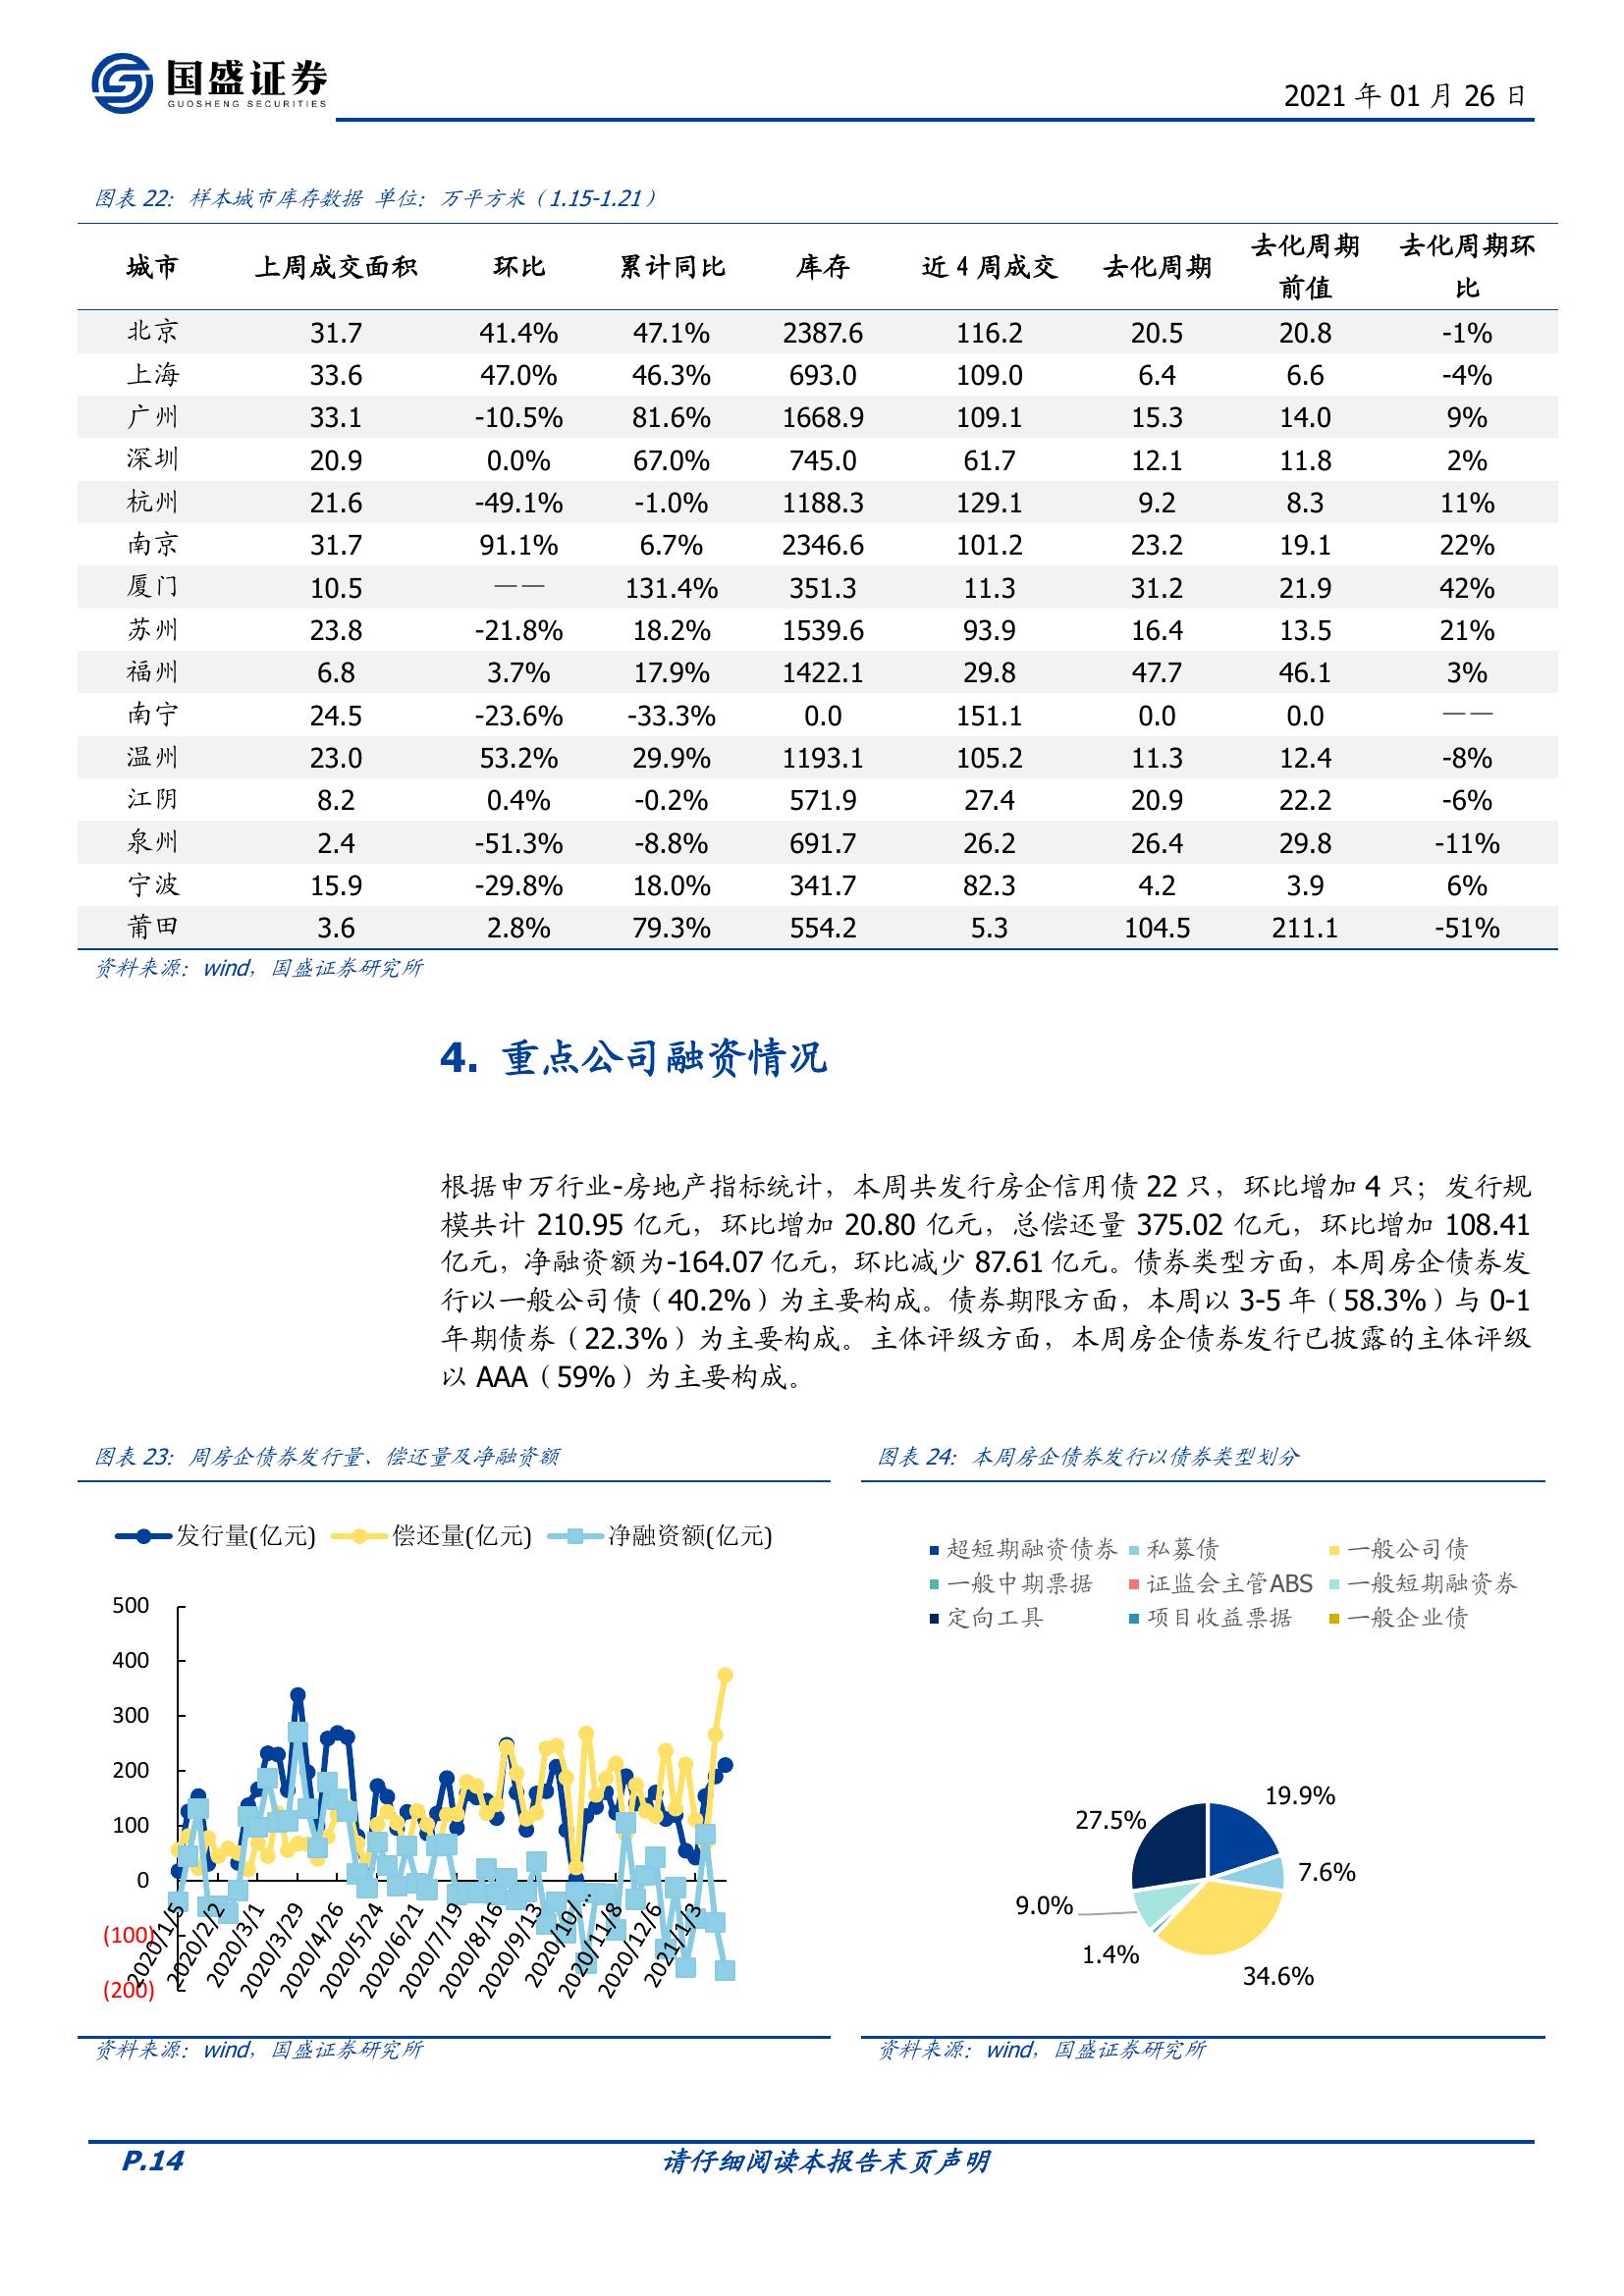 国盛证券
GUOSHENG SECURITIES
2021 年 01 月 26 日
图表 22：样本城市库存数据 单位：万平方米（1.15-1.21）
城市 上周成交面积 环比 累计同比 库存 近 4 周成交 去化周期 去化周期前值 去化周期环比
北京 31.7 41.4% 47.1% 2387.6 116.2 20.5 20.8 -1%
上海 33.6 47.0% 46.3% 693.0 109.0 6.4 6.6 -4%
广州 33.1 -10.5% 81.6% 1668.9 109.1 15.3 14.0 9%
深圳 20.9 0.0% 67.0% 745.0 61.7 12.1 11.8 2%
杭州 21.6 -49.1% -1.0% 1188.3 129.1 9.2 8.3 11%
南京 31.7 91.1% 6.7% 2346.6 101.2 23.2 19.1 22%
厦门 10.5 —— 131.4% 351.3 11.3 31.2 21.9 42%
苏州 23.8 -21.8% 18.2% 1539.6 93.9 16.4 13.5 21%
福州 6.8 3.7% 17.9% 1422.1 29.8 47.7 46.1 3%
南宁 24.5 -23.6% -33.3% 0.0 151.1 0.0 0.0 ——
温州 23.0 53.2% 29.9% 1193.1 105.2 11.3 12.4 -8%
江阴 8.2 0.4% -0.2% 571.9 27.4 20.9 22.2 -6%
泉州 2.4 -51.3% -8.8% 691.7 26.2 26.4 29.8 -11%
宁波 15.9 -29.8% 18.0% 341.7 82.3 4.2 3.9 6%
莆田 3.6 2.8% 79.3% 554.2 5.3 104.5 211.1 -51%
资料来源：wind，国盛证券研究所
4. 重点公司融资情况
根据申万行业-房地产指标统计，本周共发行房企信用债 22 只，环比增加 4 只；发行规
模共计 210.95 亿元，环比增加 20.80 亿元，总偿还量 375.02 亿元，环比增加 108.41
亿元，净融资额为-164.07 亿元，环比减少 87.61 亿元。债券类型方面，本周房企债券发
行以一般公司债（40.2%）为主要构成。债券期限方面，本周以 3-5 年（58.3%）与 0-1
年期债券（22.3%）为主要构成。主体评级方面，本周房企债券发行已披露的主体评级
以 AAA（59%）为主要构成。
图表 23：周房企债券发行量、偿还量及净融资额
发行量(亿元) 偿还量(亿元) 净融资额(亿元)
500
400
300
200
100
0
(100)
(200)
2020/1/5 2020/2/2 2020/3/1 2020/3/29 2020/4/26 2020/5/24 2020/6/21 2020/7/19 2020/8/16 2020/9/13 2020/10/… 2020/11/8 2020/12/6 2021/1/3
资料来源：wind，国盛证券研究所
图表 24：本周房企债券发行以债券类型划分
超短期融资债券 私募债 一般公司债
一般中期票据 证监会主管ABS 一般短期融资券
定向工具 项目收益票据 一般企业债
19.9%
27.5%
7.6%
9.0%
1.4%
34.6%
资料来源：wind，国盛证券研究所
P.14 请仔细阅读本报告末页声明